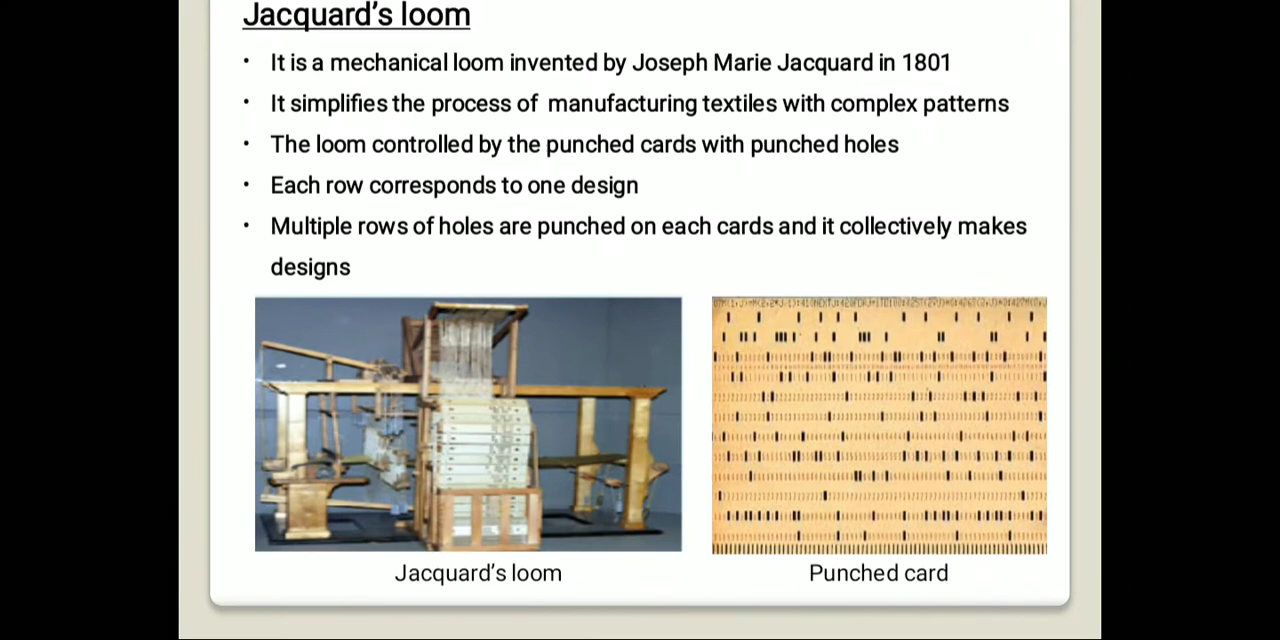 Jacquard's loom
• It is a mechanical loom invented by Joseph Marie Jacquard in 1801
• It simplifies the process of manufacturing textiles with complex patterns
• The loom controlled by the punched cards with punched holes
• Each row corresponds to one design
• Multiple rows of holes are punched on each cards and it collectively makes
designs
Jacquard's loom
Punched card